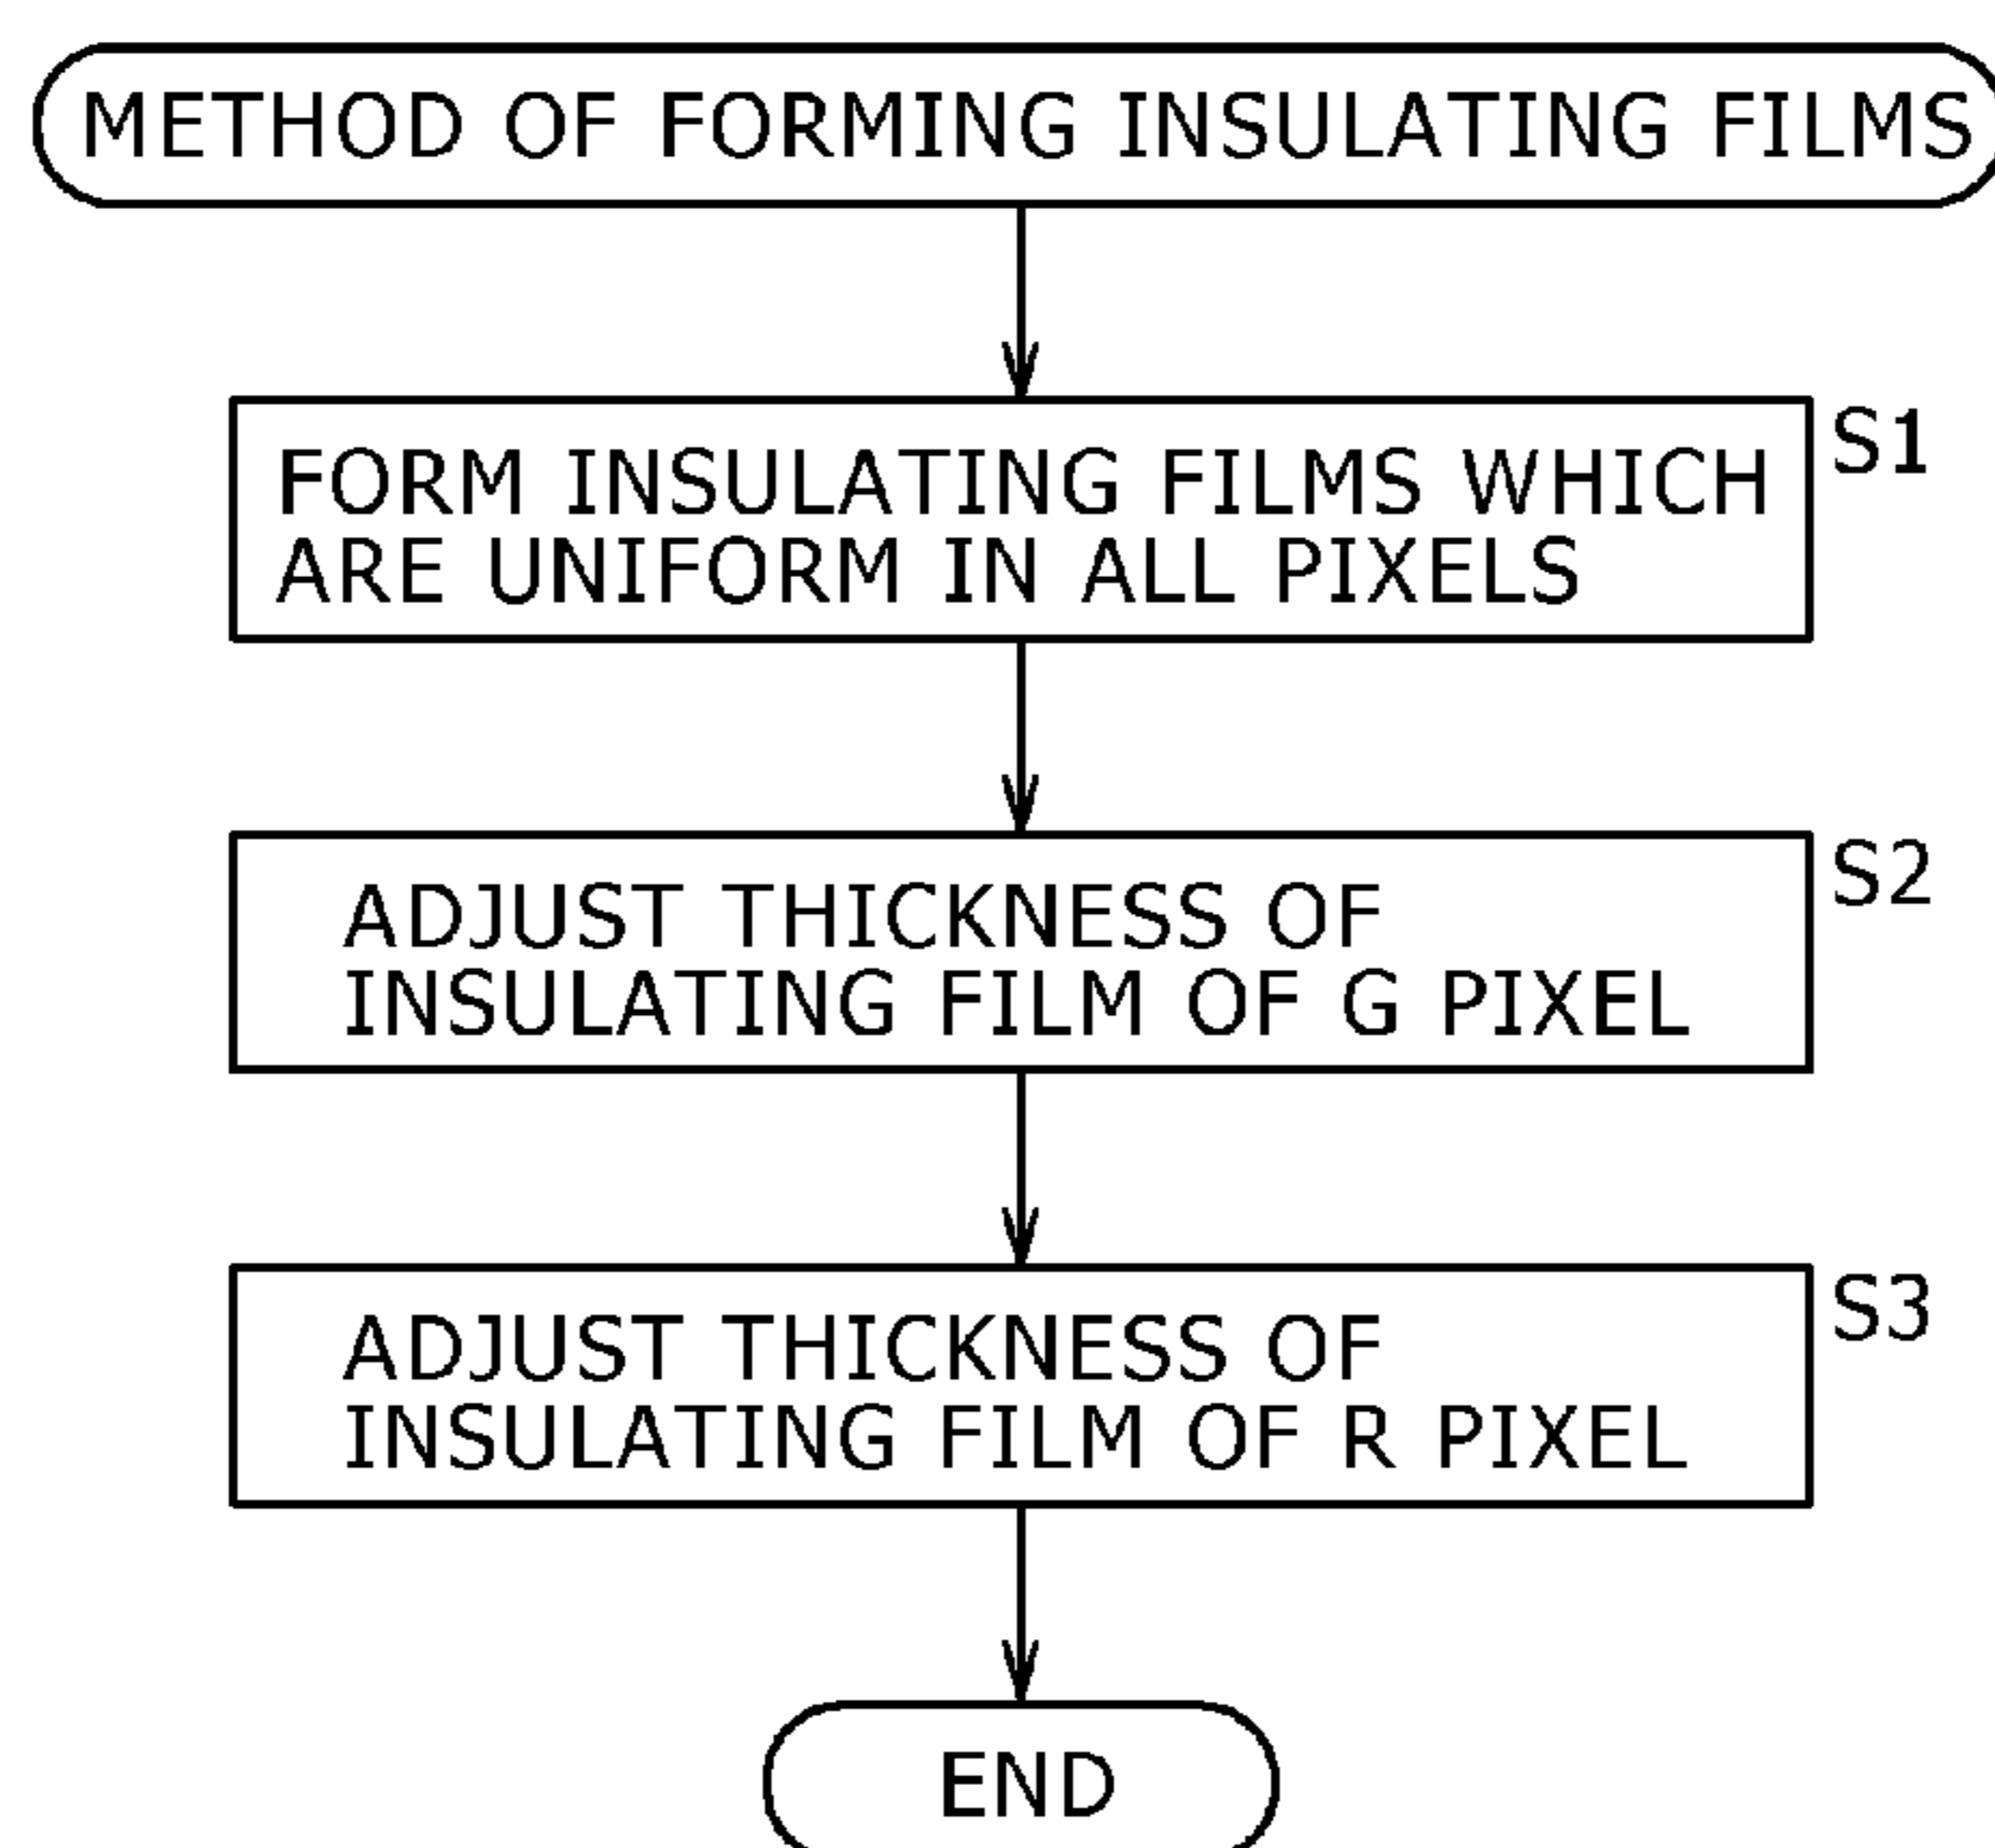 METHOD OF FORMING INSULATING FILMS
S1
FORM INSULATING FILMS WHICH
ARE UNIFORM IN ALL PIXELS
S2
ADJUST THICKNESS OF
INSULATING FILM OF G PIXEL
S3
ADJUST THICKNESS OF
INSULATING FILM OF R PIXEL
END